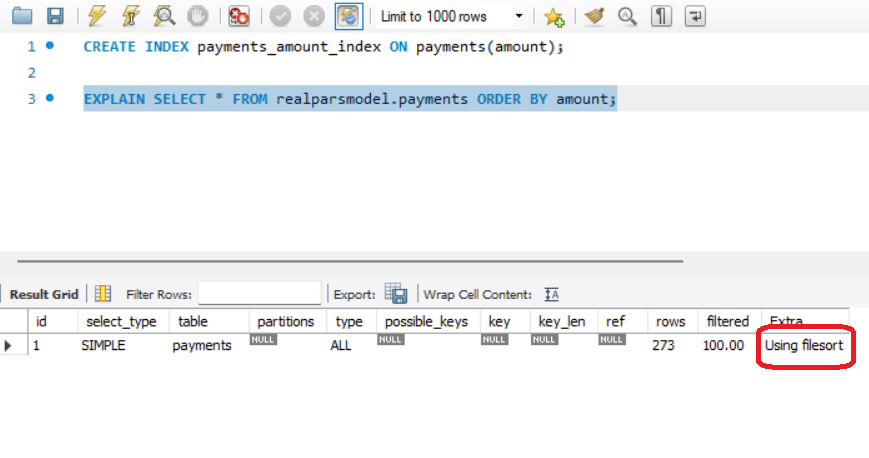 Limit to 1000 rows
1 CREATE INDEX payments_amount_index ON payments(amount);
2
3 EXPLAIN SELECT * FROM realparsmodel.payments ORDER BY amount;
Result Grid Filter Rows: Export: Wrap Cell Content: IA
id select_type table partitions type possible_keys key key_len ref rows filtered Extra
1 SIMPLE payments NULL ALL NULL NULL NULL NULL 273 100.00 Using filesort